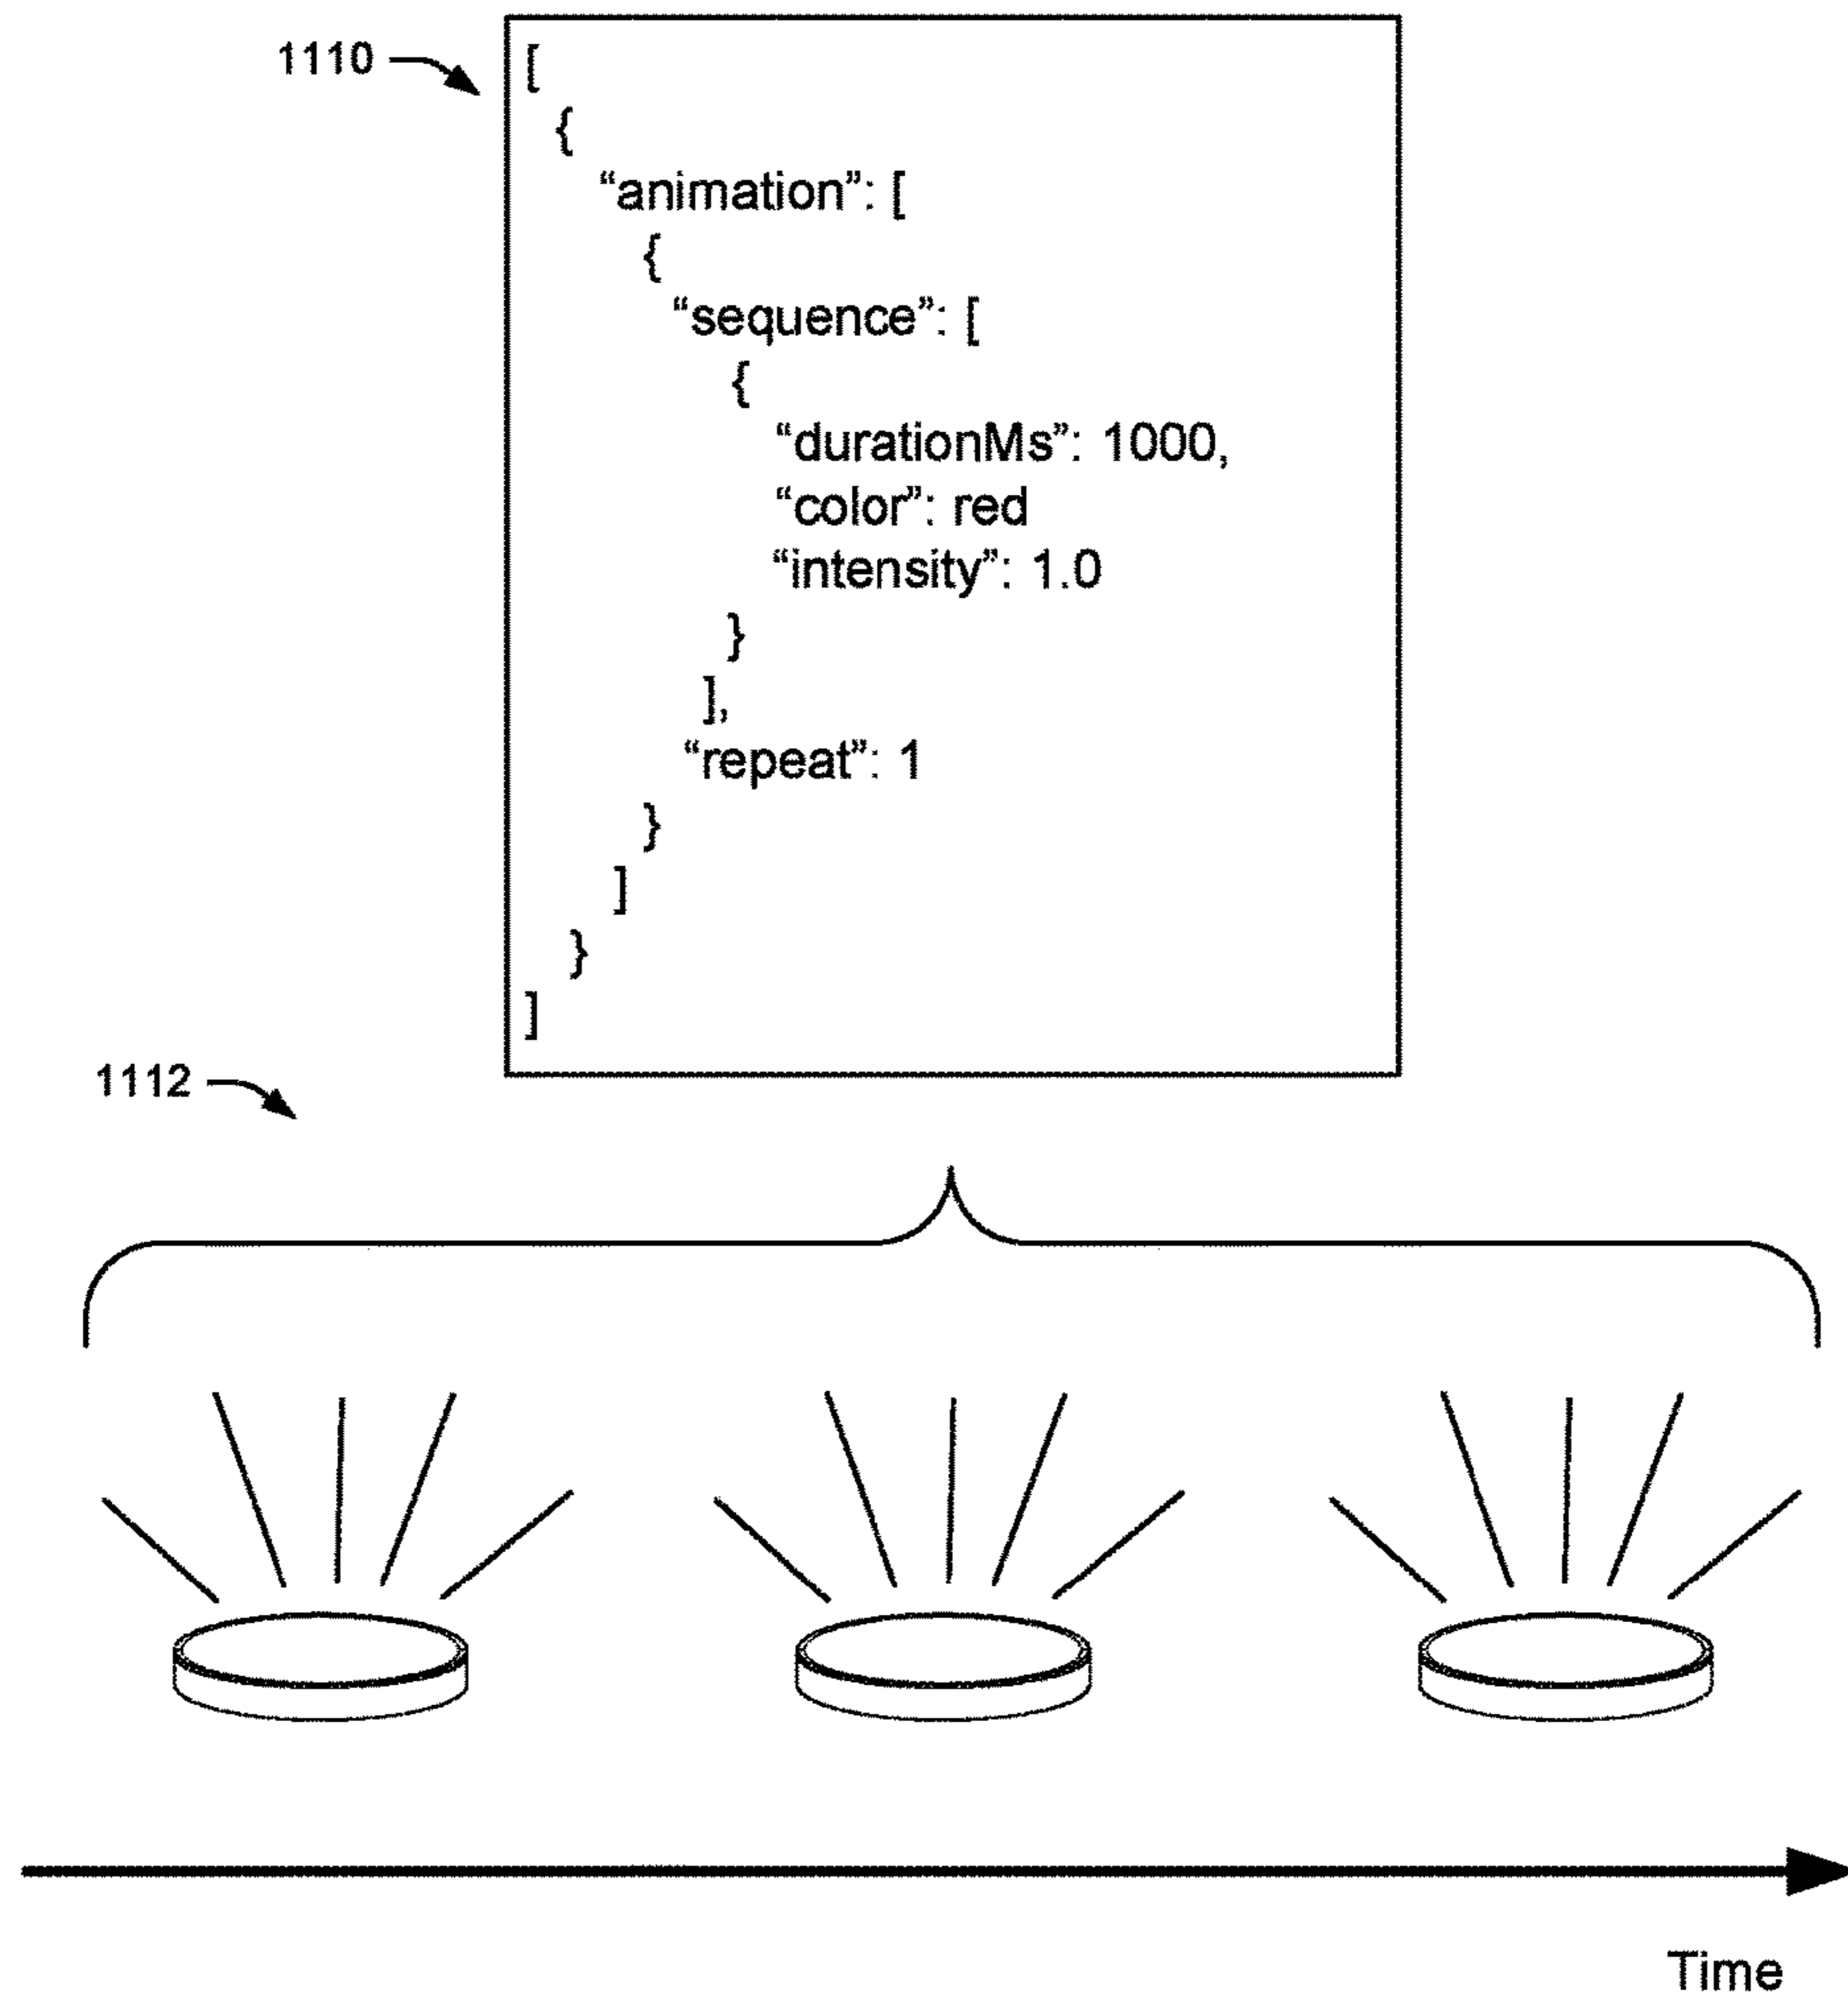 1110
[
{
“animation”: [
{
“sequence”: [
{
“durationMs”: 1000,
“color”: red
“intensity”: 1.0
}
],
“repeat”: 1
}
]
}
]
1112
Time